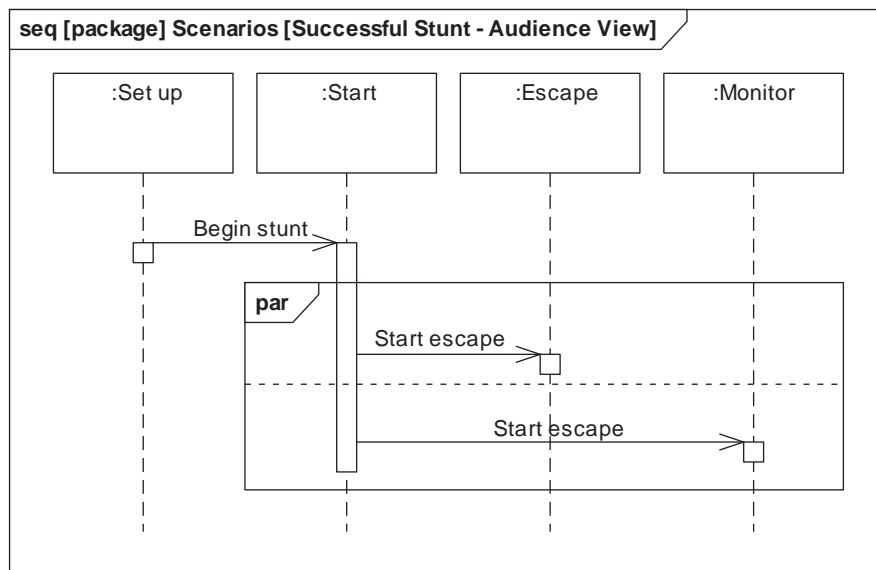 seq [package] Scenarios [Successful Stunt - Audience View]
:Set up
:Start
:Escape
:Monitor
Begin stunt
par
Start escape
Start escape